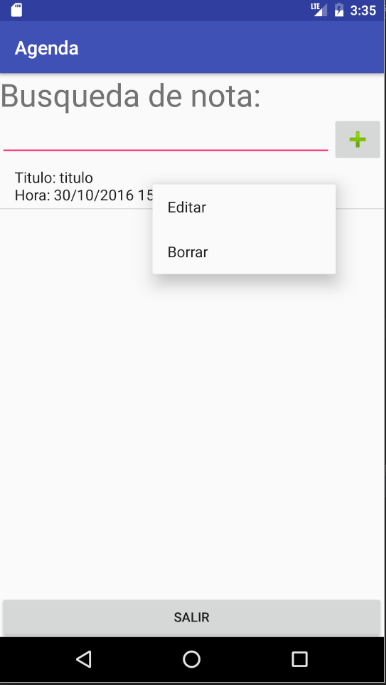 LTE 3:35
Agenda
Busqueda de nota:
Titulo: titulo
Hora: 30/10/2016 15
Editar
Borrar
SALIR